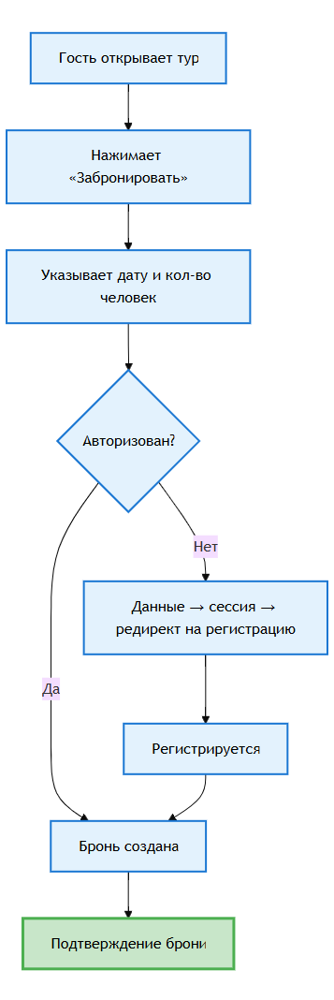 Гость открывает тур
Нажимает
«Забронировать»
Указывает дату и кол-во
человек
Авторизован?
Нет
Данные → сессия →
редирект на регистрацию
Да
Регистрируется
Бронь создана
Подтверждение брони